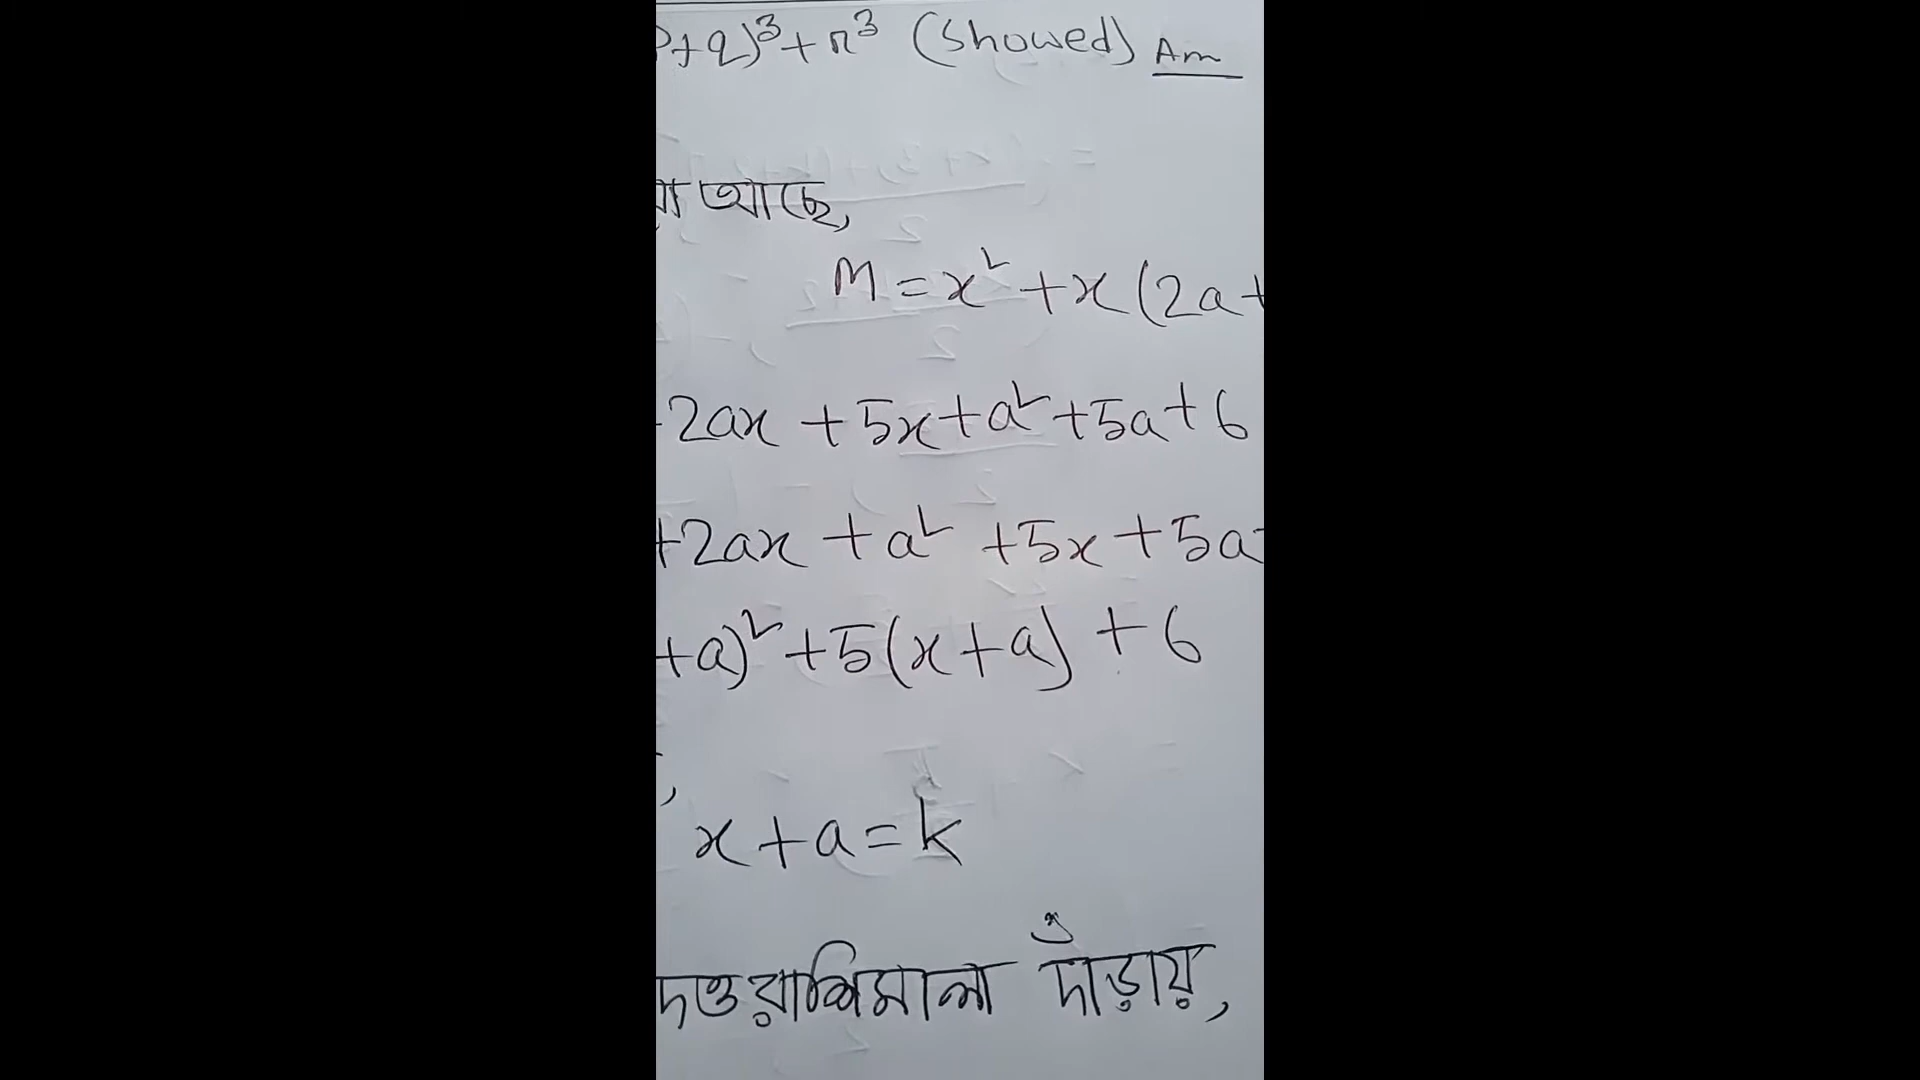 +q)³+r³ (Showed) Am
আছে,
M = x² + x (2a+
2ax + 5x + a² + 5a + 6
+2ax + a² + 5x + 5a
+a)² + 5(x+a) + 6
, x + a = k
দত্তরাশিমালা দাঁড়ায়,